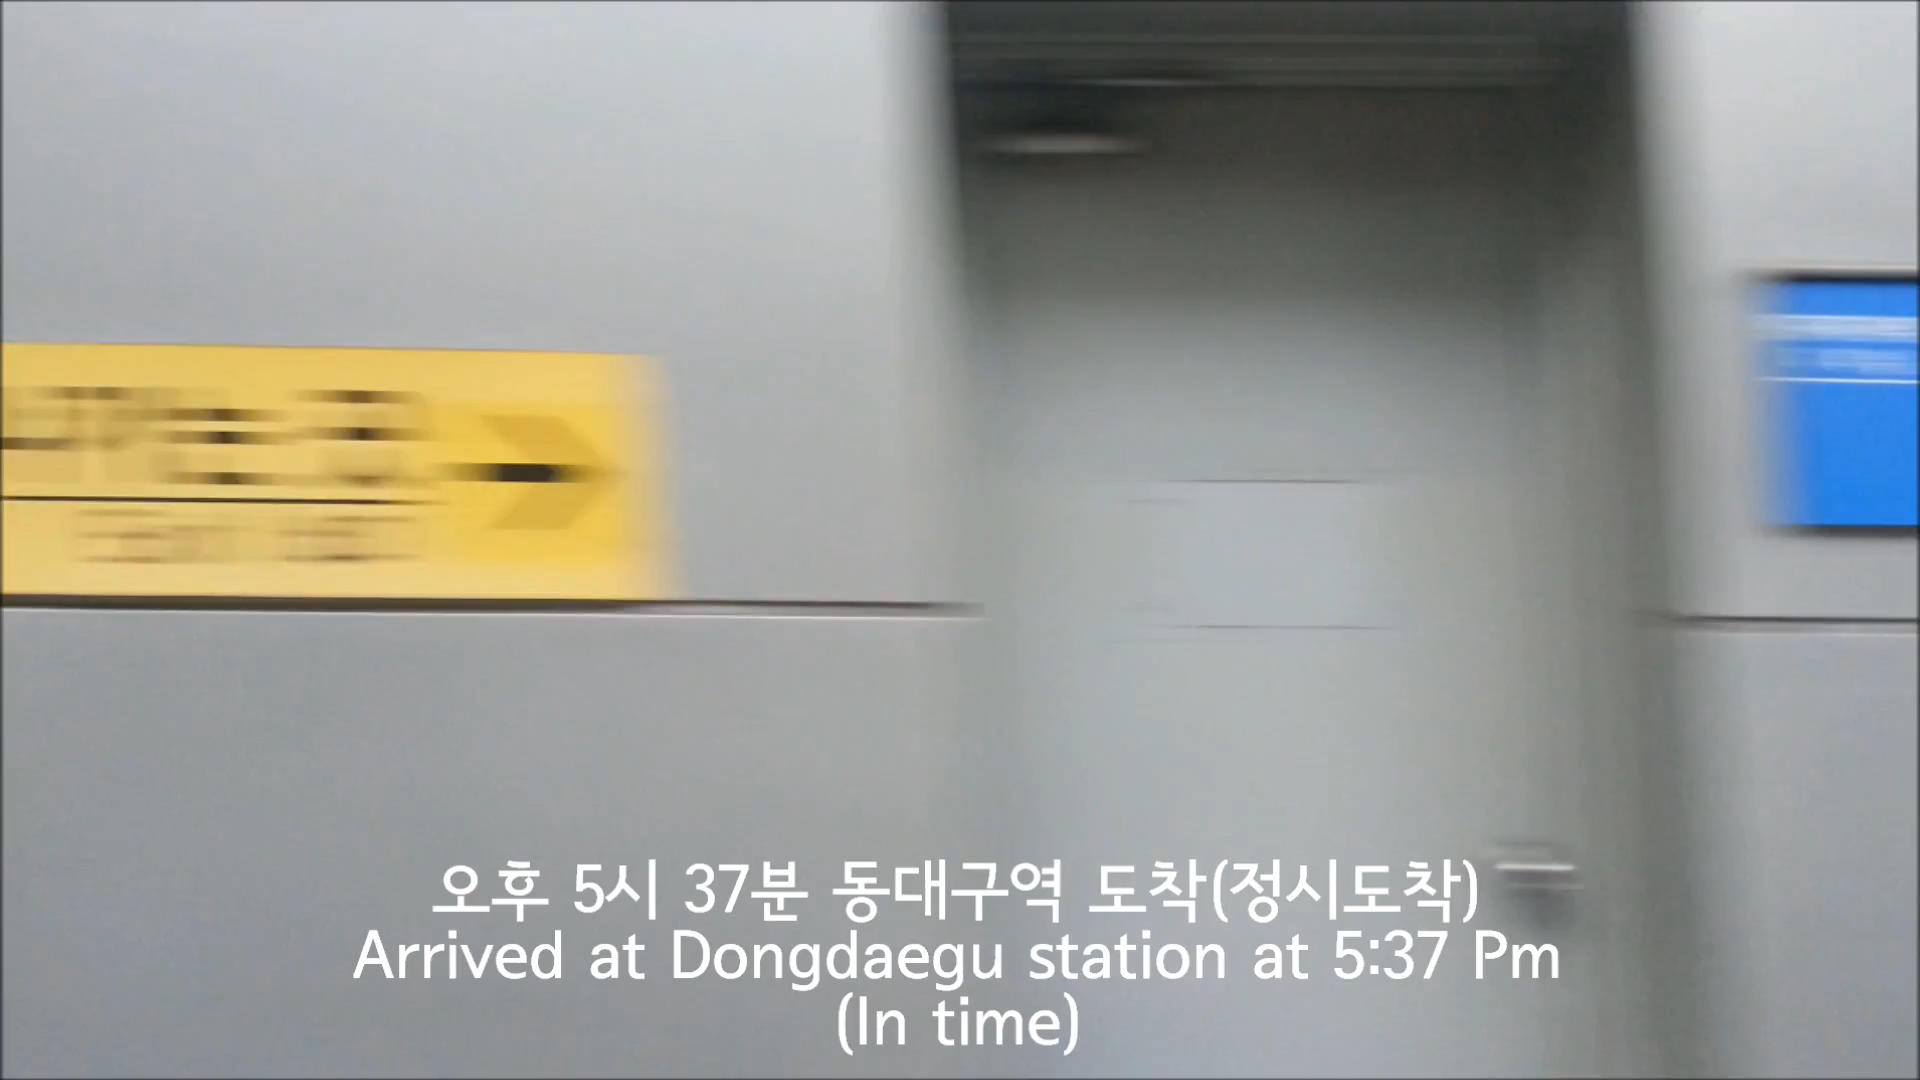 오후 5시 37분 동대구역 도착(정시도착)
Arrived at Dongdaegu station at 5:37 Pm
(In time)